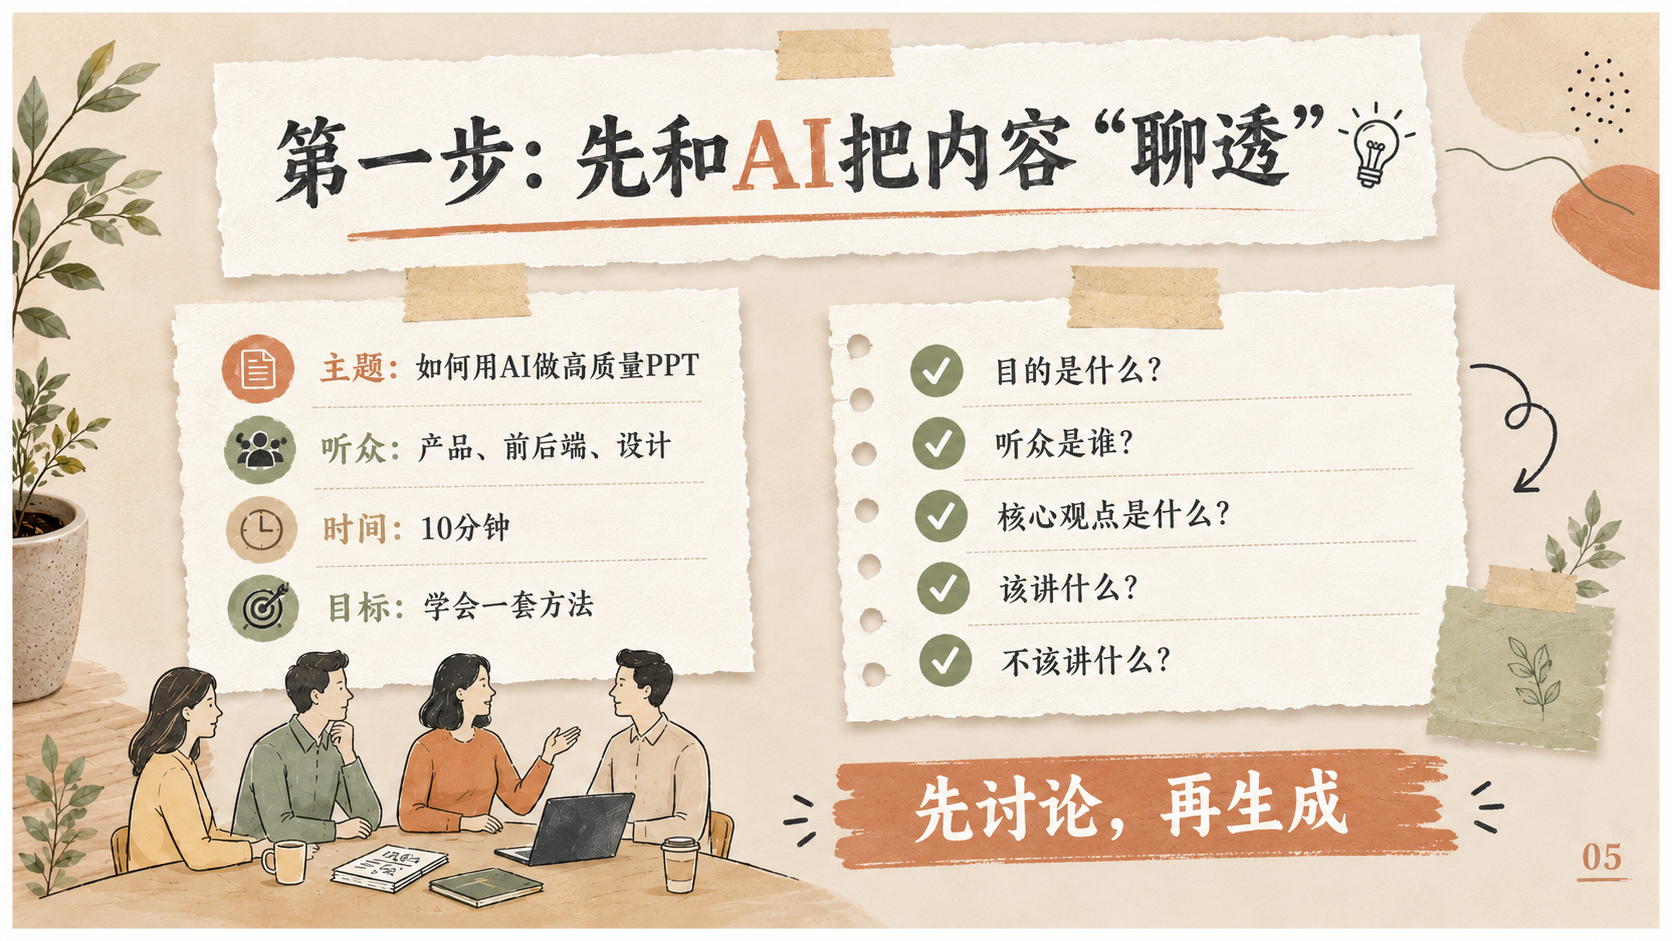 第一步：先和AI把内容“聊透”
主题：如何用AI做高质量PPT
听众：产品、前后端、设计
时间：10分钟
目标：学会一套方法
目的是什么？
听众是谁？
核心观点是什么？
该讲什么？
不该讲什么？
先讨论，再生成
05